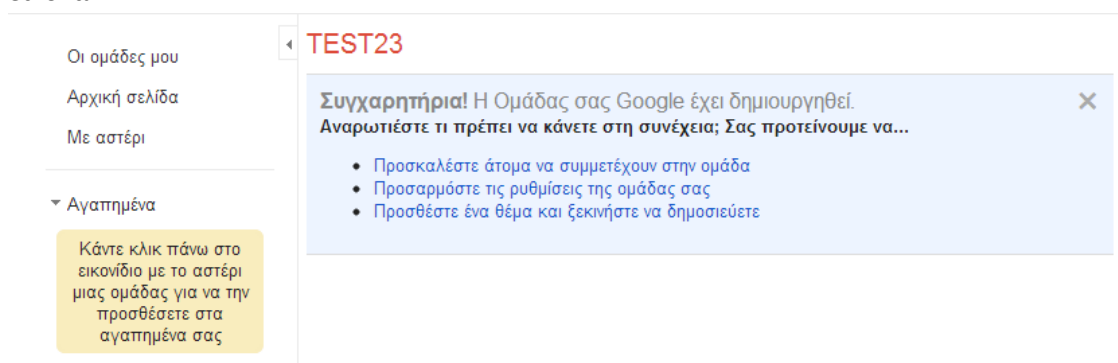 Οι ομάδες μου
Αρχική σελίδα
Με αστέρι
Αγαπημένα
Κάντε κλικ πάνω στο
εικονίδιο με το αστέρι
μιας ομάδας για να την
προσθέσετε στα
αγαπημένα σας
TEST23
Συγχαρητήρια! Η Ομάδας σας Google έχει δημιουργηθεί.
Αναρωτιέστε τι πρέπει να κάνετε στη συνέχεια; Σας προτείνουμε να...
Προσκαλέστε άτομα να συμμετέχουν στην ομάδα
Προσαρμόστε τις ρυθμίσεις της ομάδας σας
Προσθέστε ένα θέμα και ξεκινήστε να δημοσιεύετε